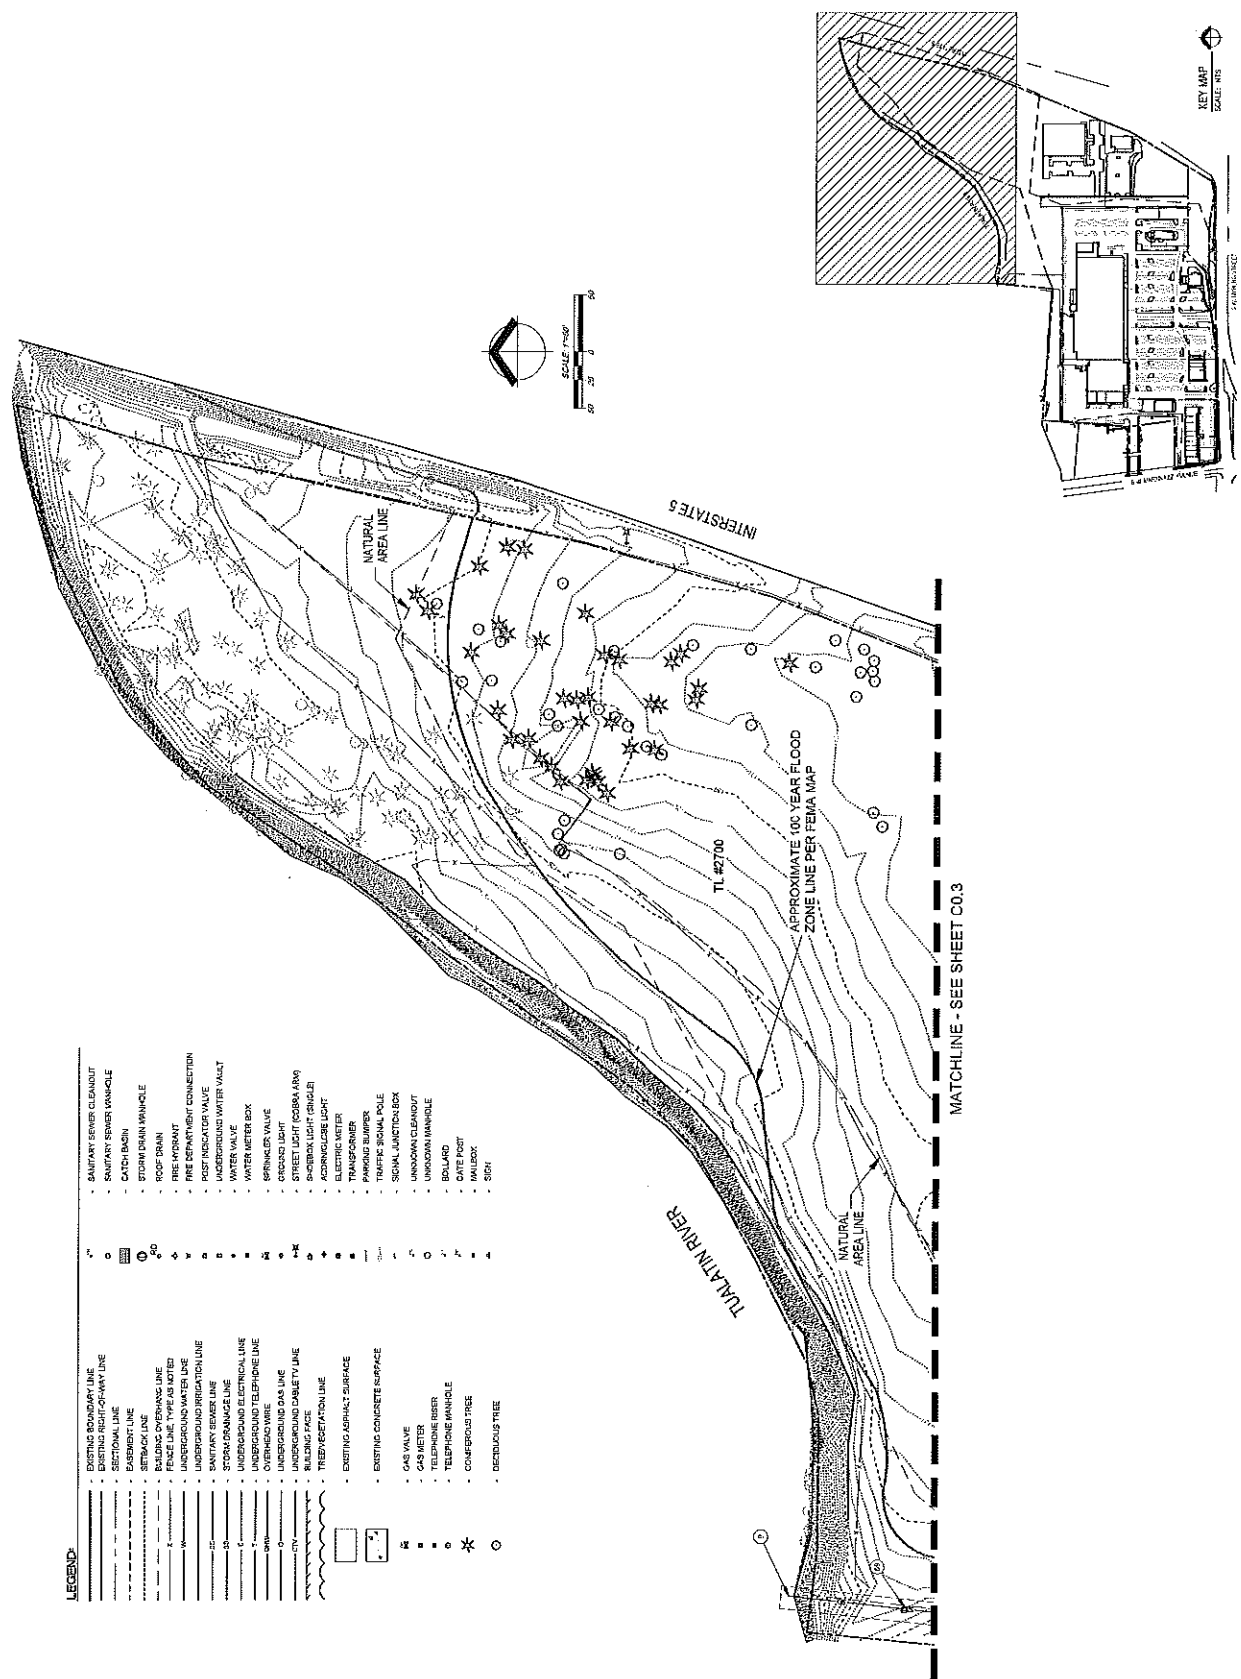 LEGEND:
- EXISTING BOUNDARY LINE
- EXISTING RIGHT-OF-WAY LINE
- SECTIONAL LINE
- EASEMENT LINE
- SETBACK LINE
- BUILDING OVERHANG LINE
- FENCE LINE, TYPE AS NOTED
- UNDERGROUND WATER LINE
- UNDERGROUND IRRIGATION LINE
- SANITARY SEWER LINE
- STORM DRAINAGE LINE
- UNDERGROUND ELECTRICAL LINE
- UNDERGROUND TELEPHONE LINE
- OVERHEAD WIRE
- UNDERGROUND GAS LINE
- UNDERGROUND CABLE TV LINE
- BUILDING FACE
- TREE/VEGETATION LINE
- EXISTING ASPHALT SURFACE
- EXISTING CONCRETE SURFACE
- GAS VALVE
- GAS METER
- TELEPHONE RISER
- TELEPHONE MANHOLE
- CONIFEROUS TREE
- DECIDUOUS TREE
- SANITARY SEWER CLEANOUT
- SANITARY SEWER MANHOLE
- CATCH BASIN
- STORM DRAIN MANHOLE
RD - ROOF DRAIN
- FIRE HYDRANT
- FIRE DEPARTMENT CONNECTION
- POST INDICATOR VALVE
- UNDERGROUND WATER VAULT
- WATER VALVE
- WATER METER BOX
- SPRINKLER VALVE
- GROUND LIGHT
- STREET LIGHT (COBRA ARM)
- SHOEBOX LIGHT (SINGLE)
- ACORN/GLOBE LIGHT
- ELECTRIC METER
- TRANSFORMER
- PARKING BUMPER
- TRAFFIC SIGNAL POLE
- SIGNAL JUNCTION BOX
- UNKNOWN CLEANOUT
- UNKNOWN MANHOLE
- BOLLARD
- GATE POST
- MAILBOX
- SIGN
TUALATIN RIVER
NATURAL
AREA LINE
APPROXIMATE 100 YEAR FLOOD
ZONE LINE PER FEMA MAP
TL #2700
NATURAL
AREA LINE
INTERSTATE 5
SCALE: 1"=50'
MATCHLINE - SEE SHEET C0.3
KEY MAP
SCALE: NTS